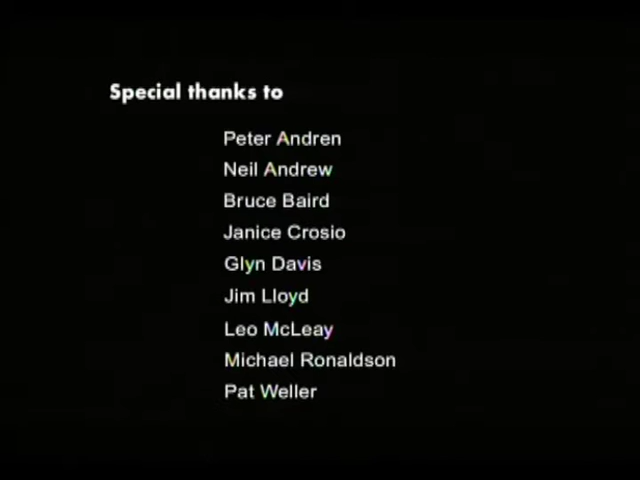 Special thanks to
Peter Andren
Neil Andrew
Bruce Baird
Janice Crosio
Glyn Davis
Jim Lloyd
Leo McLeay
Michael Ronaldson
Pat Weller